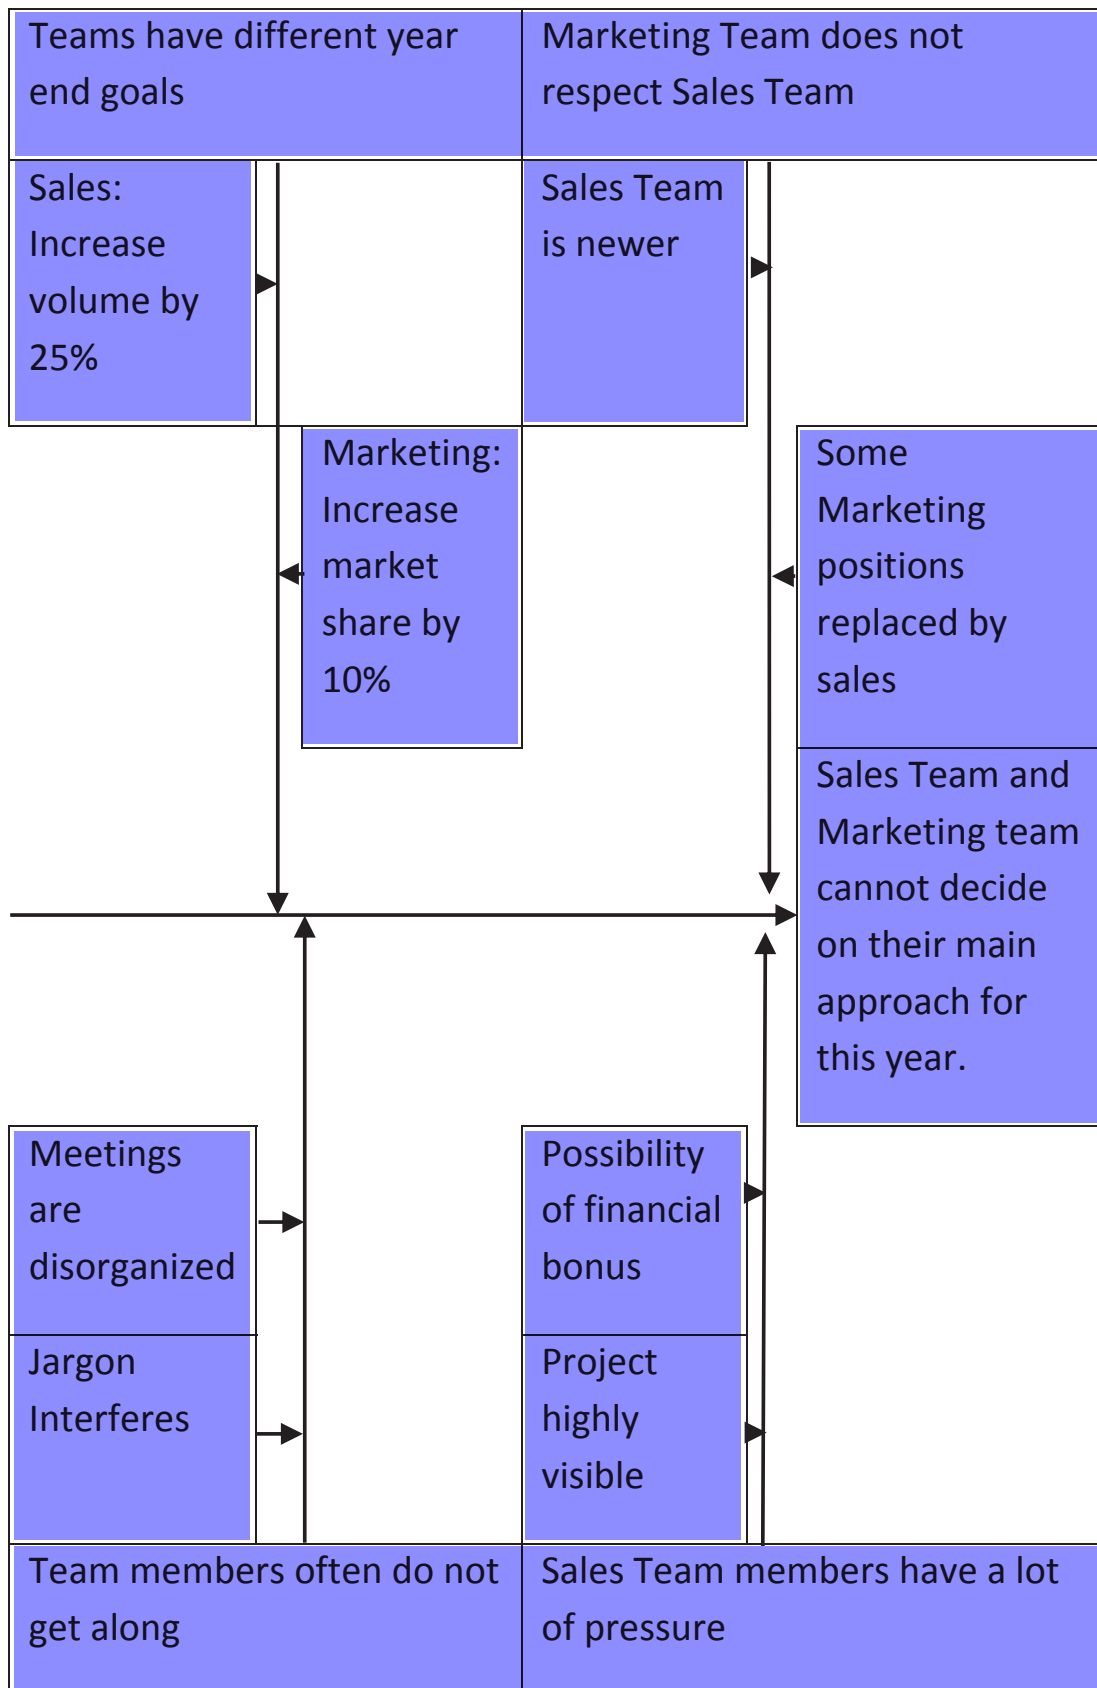 Teams have different year
end goals
Marketing Team does not
respect Sales Team
Sales:
Increase
volume by
25%
Sales Team
is newer
Marketing:
Increase
market
share by
10%
Some
Marketing
positions
replaced by
sales
Sales Team and
Marketing team
cannot decide
on their main
approach for
this year.
Meetings
are
disorganized
Possibility
of financial
bonus
Jargon
Interferes
Project
highly
visible
Team members often do not
get along
Sales Team members have a lot
of pressure